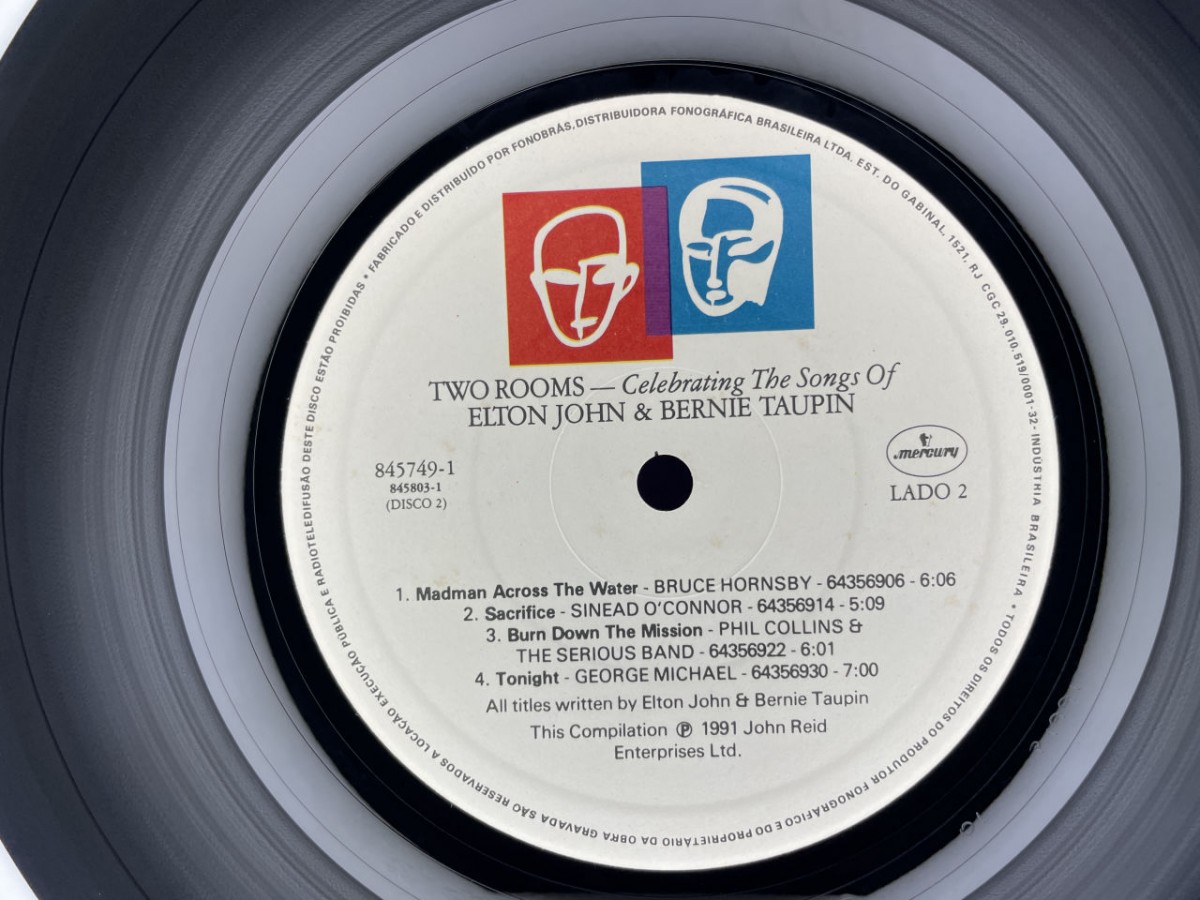 FABRICADO E DISTRIBUÍDO POR FONOBRÁS, DISTRIBUIDORA FONOGRÁFICA BRASILEIRA LTDA. EST. DO GABINAL, 1521, RJ CGC 29.010.519/0001-32 - INDÚSTRIA BRASILEIRA • TODOS OS DIREITOS DO PRODUTOR FONOGRÁFICO E DO PROPRIETÁRIO DA OBRA GRAVADA SÃO RESERVADOS A LOCAÇÃO EXECUÇÃO PÚBLICA E RADIOTELEDIFUSÃO DESTE DISCO ESTÃO PROIBIDAS •
TWO ROOMS — Celebrating The Songs Of
ELTON JOHN & BERNIE TAUPIN
845749-1
845803-1
(DISCO 2)
mercury
LADO 2
1. Madman Across The Water - BRUCE HORNSBY - 64356906 - 6:06
2. Sacrifice - SINEAD O'CONNOR - 64356914 - 5:09
3. Burn Down The Mission - PHIL COLLINS &
THE SERIOUS BAND - 64356922 - 6:01
4. Tonight - GEORGE MICHAEL - 64356930 - 7:00
All titles written by Elton John & Bernie Taupin
This Compilation ℗ 1991 John Reid
Enterprises Ltd.